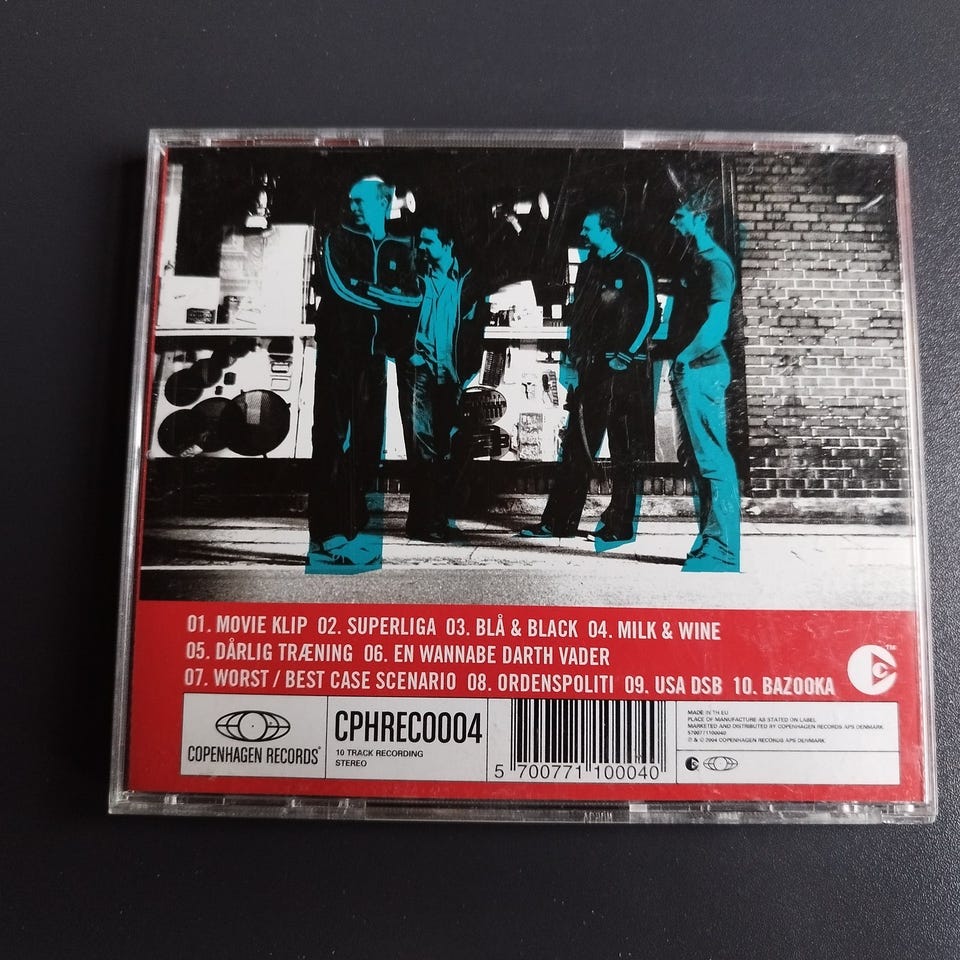 01. MOVIE KLIP 02. SUPERLIGA 03. BLÅ & BLACK 04. MILK & WINE
05. DÅRLIG TRÆNING 06. EN WANNABE DARTH VADER
07. WORST / BEST CASE SCENARIO 08. ORDENSPOLITI 09. USA DSB 10. BAZOOKA
TM
COPENHAGEN RECORDS®
CPHREC0004
10 TRACK RECORDING
STEREO
5 700771 100040
MADE IN TH EU
PLACE OF MANUFACTURE AS STATED ON LABEL
MARKETED AND DISTRIBUTED BY COPENHAGEN RECORDS APS DENMARK
5700771100040
℗ & © 2004 COPENHAGEN RECORDS APS DENMARK